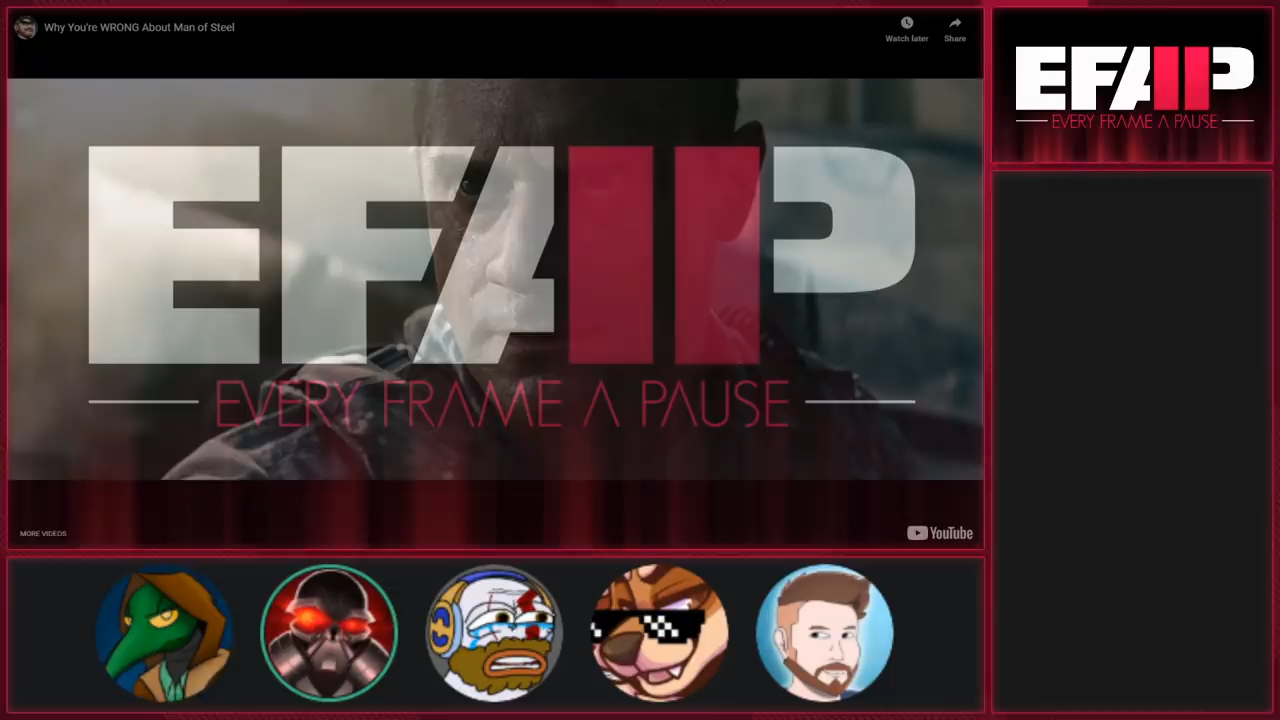 Why You're WRONG About Man of Steel
Watch later
Share
EFAP
EVERY FRAME A PAUSE
EFAP
EVERY FRAME A PAUSE
MORE VIDEOS
YouTube